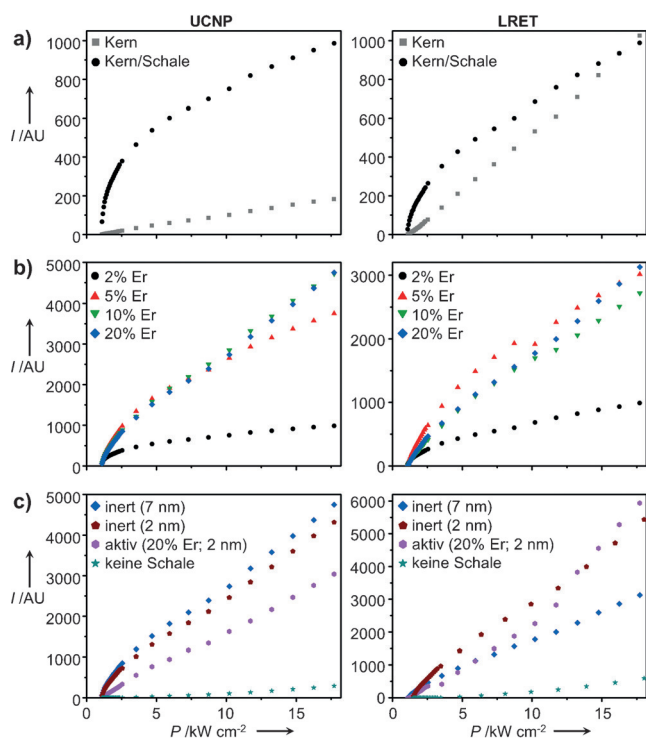 UCNP
LRET
a)
1000
800
600
400
200
0
I /AU
Kern
Kern/Schale
1000
800
600
400
200
0
I /AU
Kern
Kern/Schale
b)
5000
4000
3000
2000
1000
0
I /AU
2% Er
5% Er
10% Er
20% Er
3000
2000
1000
0
I /AU
2% Er
5% Er
10% Er
20% Er
c)
5000
4000
3000
2000
1000
0
I /AU
inert (7 nm)
inert (2 nm)
aktiv (20% Er; 2 nm)
keine Schale
0 5 10 15
P /kW cm⁻²
6000
5000
4000
3000
2000
1000
0
I /AU
inert (7 nm)
inert (2 nm)
aktiv (20% Er; 2 nm)
keine Schale
0 5 10 15
P /kW cm⁻²